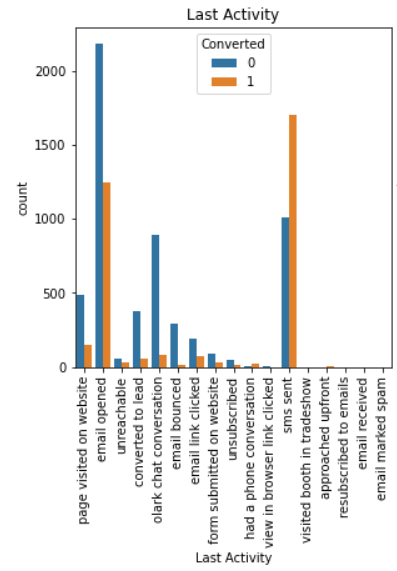 Last Activity
Converted
0
1
2000
1500
1000
500
0
count
page visited on website
email opened
unreachable
converted to lead
olark chat conversation
email bounced
email link clicked
form submitted on website
unsubscribed
had a phone conversation
view in browser link clicked
sms sent
visited booth in tradeshow
approached upfront
resubscribed to emails
email received
email marked spam
Last Activity